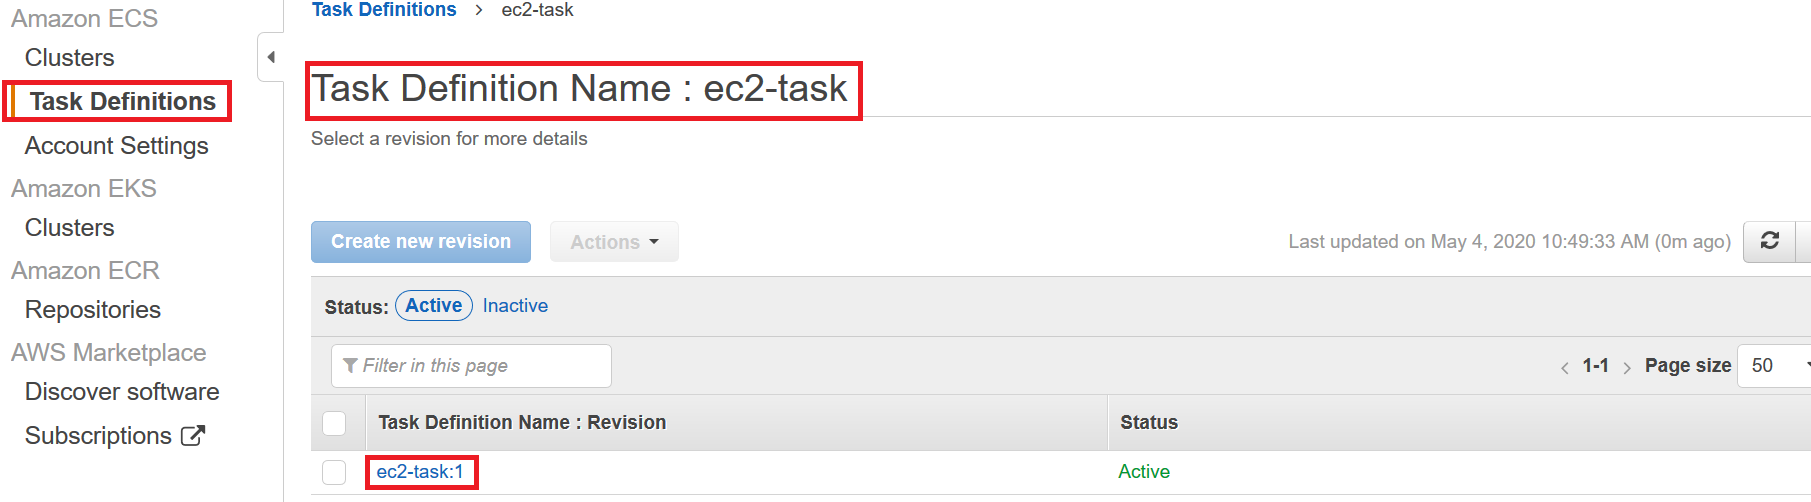 Amazon ECS
Clusters
Task Definitions
Account Settings
Amazon EKS
Clusters
Amazon ECR
Repositories
AWS Marketplace
Discover software
Subscriptions
Task Definitions > ec2-task
Task Definition Name : ec2-task
Select a revision for more details
Create new revision Actions Last updated on May 4, 2020 10:49:33 AM (0m ago)
Status: Active Inactive
Filter in this page < 1-1 > Page size 50
Task Definition Name : Revision Status
ec2-task:1 Active